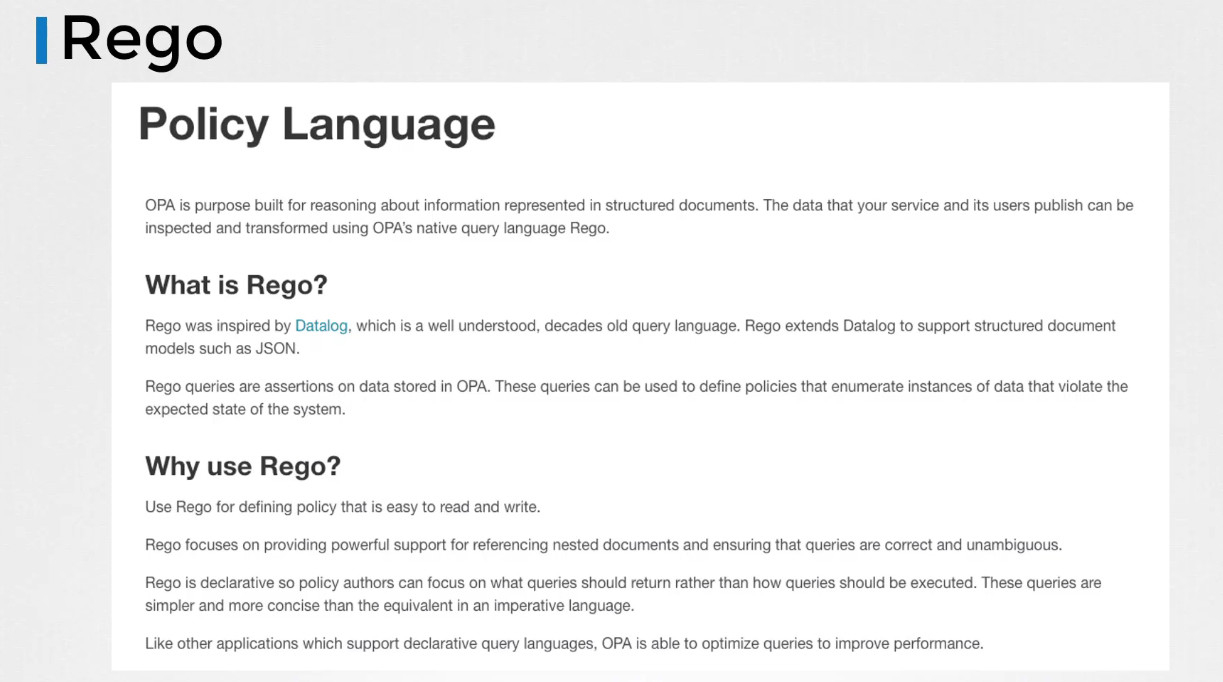 Rego
Policy Language
OPA is purpose built for reasoning about information represented in structured documents. The data that your service and its users publish can be
inspected and transformed using OPA's native query language Rego.
What is Rego?
Rego was inspired by Datalog, which is a well understood, decades old query language. Rego extends Datalog to support structured document
models such as JSON.
Rego queries are assertions on data stored in OPA. These queries can be used to define policies that enumerate instances of data that violate the
expected state of the system.
Why use Rego?
Use Rego for defining policy that is easy to read and write.
Rego focuses on providing powerful support for referencing nested documents and ensuring that queries are correct and unambiguous.
Rego is declarative so policy authors can focus on what queries should return rather than how queries should be executed. These queries are
simpler and more concise than the equivalent in an imperative language.
Like other applications which support declarative query languages, OPA is able to optimize queries to improve performance.